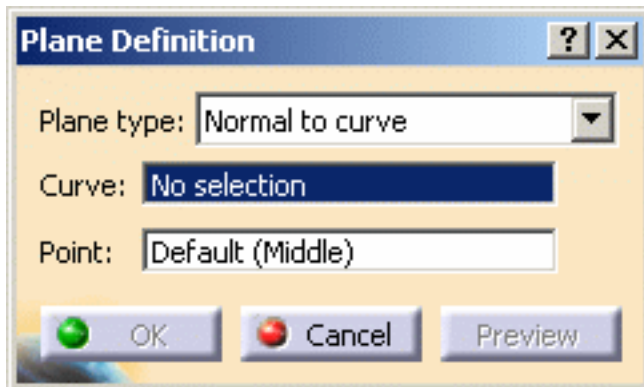 Plane Definition ? X
Plane type: Normal to curve
Curve: No selection
Point: Default (Middle)
OK Cancel Preview